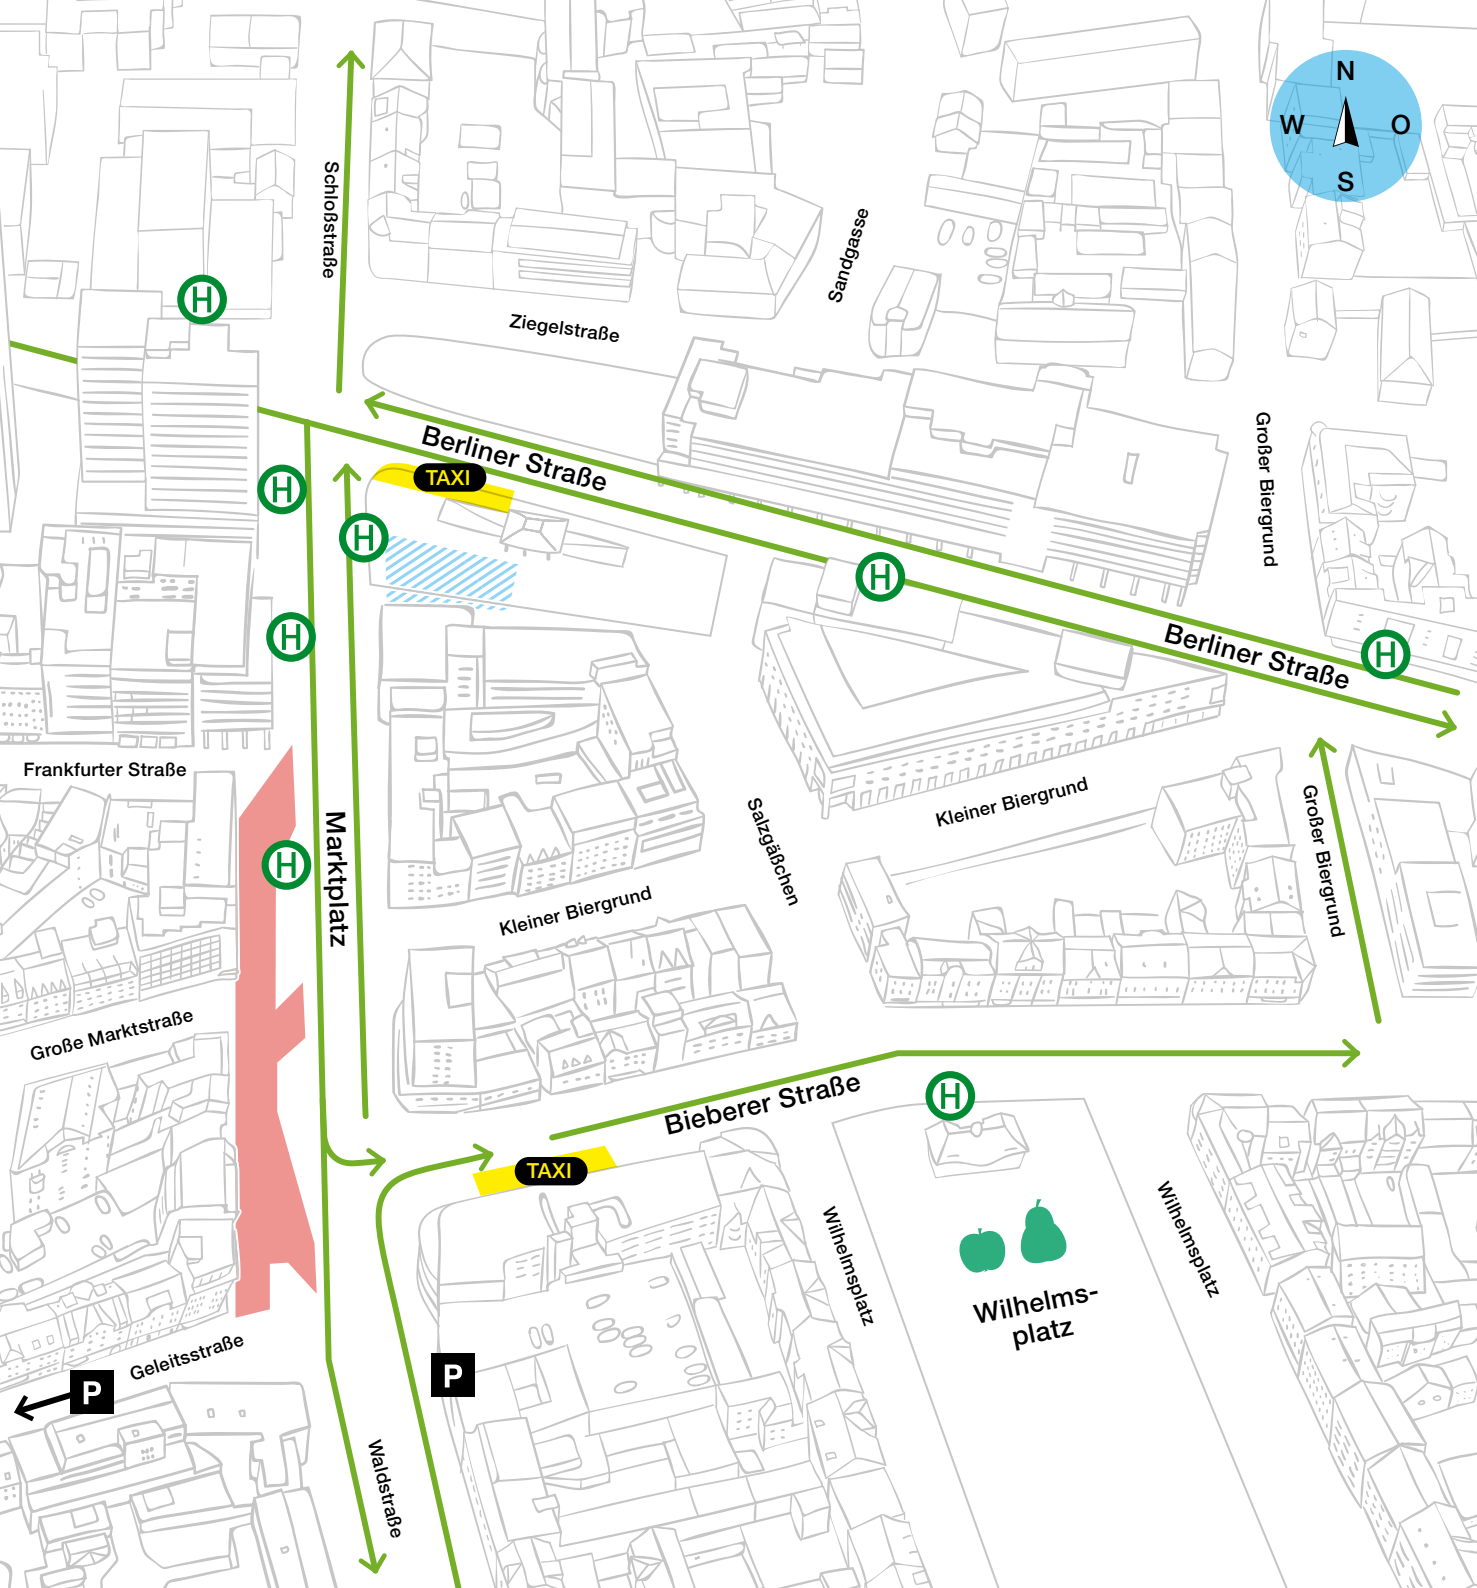 N
W
O
S
Schloßstraße
Sandgasse
H
Ziegelstraße
Berliner Straße
TAXI
H
H
H
Großer Biergrund
H
Berliner Straße
H
H
Frankfurter Straße
Marktplatz
H
Kleiner Biergrund
Salzgäßchen
Großer Biergrund
Kleiner Biergrund
Große Marktstraße
Bieberer Straße
H
TAXI
Wilhelmsplatz
Wilhelmsplatz
Wilhelms-
platz
Geleitsstraße
P
P
Waldstraße